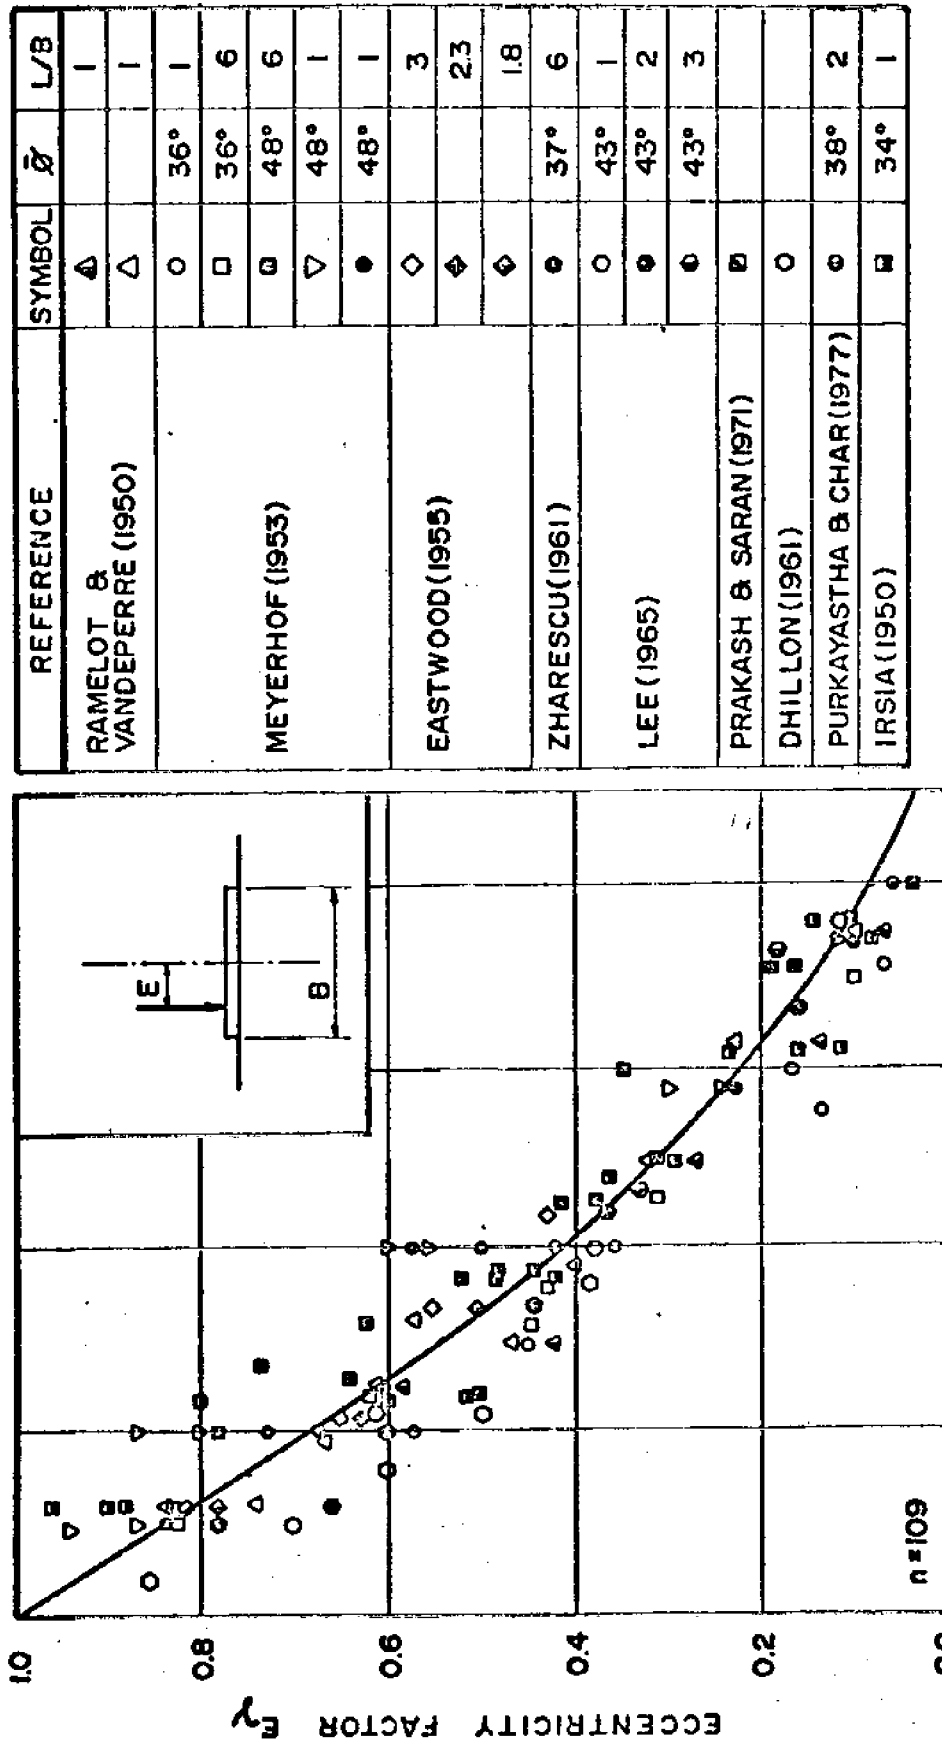 ECCENTRICITY FACTOR Eγ
1.0
0.8
0.6
0.4
0.2
0.0
n=109
E
B
REFERENCE SYMBOL Ø̄ L/B
RAMELOT &
VANDEPERRE (1950)
1
1
MEYERHOF (1953)
36° 1
36° 6
48° 6
48° 1
48° 1
EASTWOOD (1955)
3
2.3
1.8
ZHARESCU (1961) 37° 6
LEE (1965)
43° 1
43° 2
43° 3
PRAKASH & SARAN (1971)
DHILLON (1961)
PURKAYASTHA & CHAR (1977) 38° 2
IRSIA (1950) 34° 1